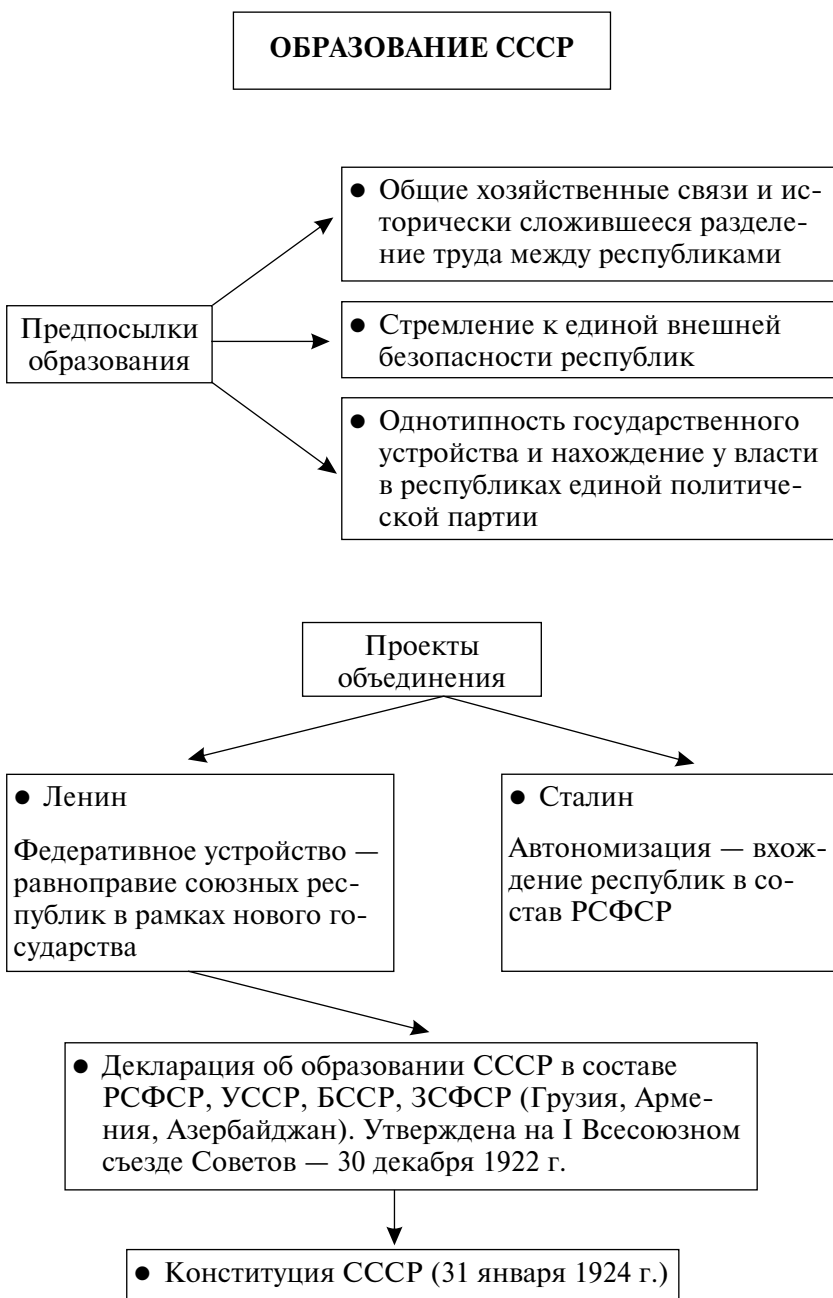 ОБРАЗОВАНИЕ СССР
● Общие хозяйственные связи и ис-
торически сложившееся разделе-
ние труда между республиками
Предпосылки
образования
● Стремление к единой внешней
безопасности республик
● Однотипность государственного
устройства и нахождение у власти
в республиках единой политиче-
ской партии
Проекты
объединения
● Ленин
Федеративное устройство —
равноправие союзных рес-
публик в рамках нового го-
сударства
● Сталин
Автономизация — вхож-
дение республик в со-
став РСФСР
● Декларация об образовании СССР в составе
РСФСР, УССР, БССР, ЗСФСР (Грузия, Арме-
ния, Азербайджан). Утверждена на I Всесоюзном
съезде Советов — 30 декабря 1922 г.
● Конституция СССР (31 января 1924 г.)